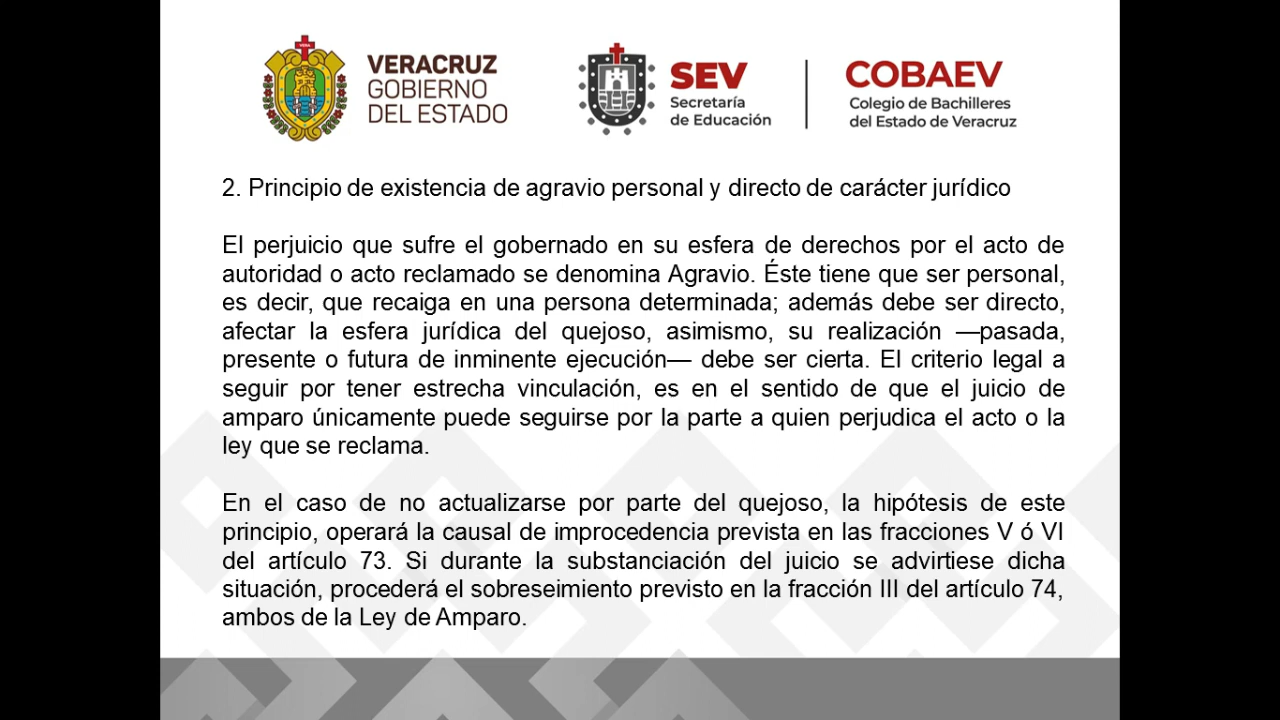 VERACRUZ
GOBIERNO
DEL ESTADO
SEV
Secretaría
de Educación
COBAEV
Colegio de Bachilleres
del Estado de Veracruz
2. Principio de existencia de agravio personal y directo de carácter jurídico
El perjuicio que sufre el gobernado en su esfera de derechos por el acto de
autoridad o acto reclamado se denomina Agravio. Éste tiene que ser personal,
es decir, que recaiga en una persona determinada; además debe ser directo,
afectar la esfera jurídica del quejoso, asimismo, su realización —pasada,
presente o futura de inminente ejecución— debe ser cierta. El criterio legal a
seguir por tener estrecha vinculación, es en el sentido de que el juicio de
amparo únicamente puede seguirse por la parte a quien perjudica el acto o la
ley que se reclama.
En el caso de no actualizarse por parte del quejoso, la hipótesis de este
principio, operará la causal de improcedencia prevista en las fracciones V ó VI
del artículo 73. Si durante la substanciación del juicio se advirtiese dicha
situación, procederá el sobreseimiento previsto en la fracción III del artículo 74,
ambos de la Ley de Amparo.